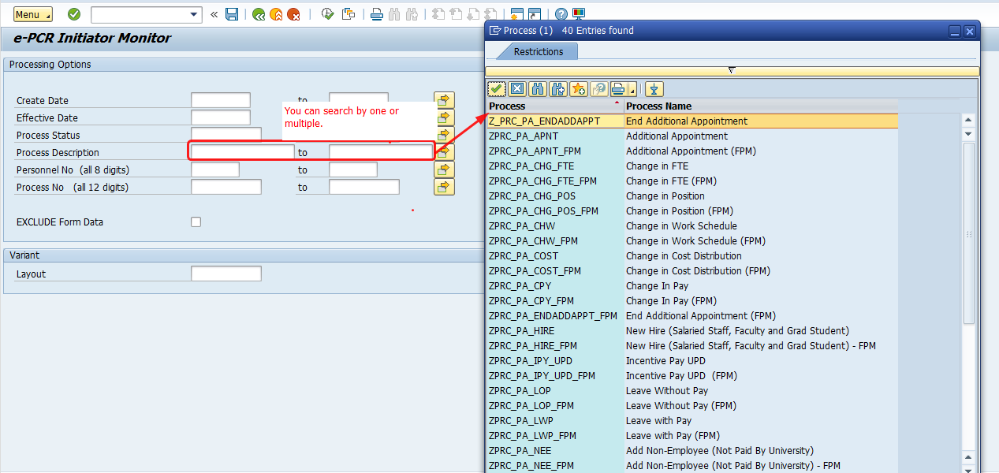 Menu
e-PCR Initiator Monitor
Processing Options
Create Date to
Effective Date
Process Status
Process Description to
Personnel No (all 8 digits) to
Process No (all 12 digits) to
EXCLUDE Form Data
Variant
Layout
You can search by one or
multiple.
Process (1) 40 Entries found
Restrictions
Process Process Name
Z_PRC_PA_ENDADDAPPT End Additional Appointment
ZPRC_PA_APNT Additional Appointment
ZPRC_PA_APNT_FPM Additional Appointment (FPM)
ZPRC_PA_CHG_FTE Change in FTE
ZPRC_PA_CHG_FTE_FPM Change in FTE (FPM)
ZPRC_PA_CHG_POS Change in Position
ZPRC_PA_CHG_POS_FPM Change in Position (FPM)
ZPRC_PA_CHW Change in Work Schedule
ZPRC_PA_CHW_FPM Change in Work Schedule (FPM)
ZPRC_PA_COST Change in Cost Distribution
ZPRC_PA_COST_FPM Change in Cost Distribution (FPM)
ZPRC_PA_CPY Change In Pay
ZPRC_PA_CPY_FPM Change In Pay (FPM)
ZPRC_PA_ENDADDAPPT_FPM End Additional Appointment (FPM)
ZPRC_PA_HIRE New Hire (Salaried Staff, Faculty and Grad Student)
ZPRC_PA_HIRE_FPM New Hire (Salaried Staff, Faculty and Grad Student) - FPM
ZPRC_PA_IPY_UPD Incentive Pay UPD
ZPRC_PA_IPY_UPD_FPM Incentive Pay UPD (FPM)
ZPRC_PA_LOP Leave Without Pay
ZPRC_PA_LOP_FPM Leave Without Pay (FPM)
ZPRC_PA_LWP Leave with Pay
ZPRC_PA_LWP_FPM Leave with Pay (FPM)
ZPRC_PA_NEE Add Non-Employee (Not Paid By University)
ZPRC_PA_NEE_FPM Add Non-Employee (Not Paid By University) - FPM